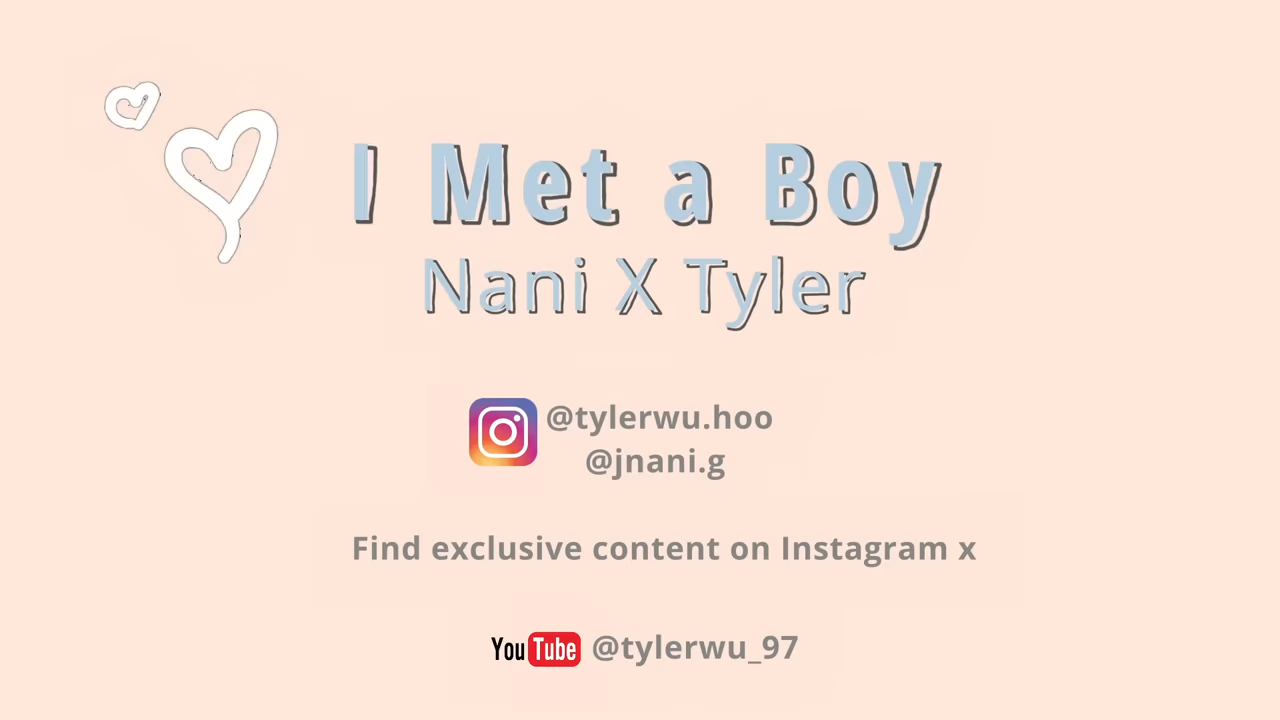 I Met a Boy
Nani X Tyler
@tylerwu.hoo
@jnani.g
Find exclusive content on Instagram x
YouTube @tylerwu_97